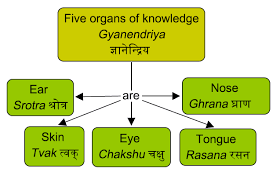 Five organs of knowledge
Gyanendriya
ज्ञानेन्द्रिय
are
Ear
Srotra श्रोत्र
Nose
Ghrana घ्राण
Skin
Tvak त्वक्
Eye
Chakshu चक्षु
Tongue
Rasana रसन